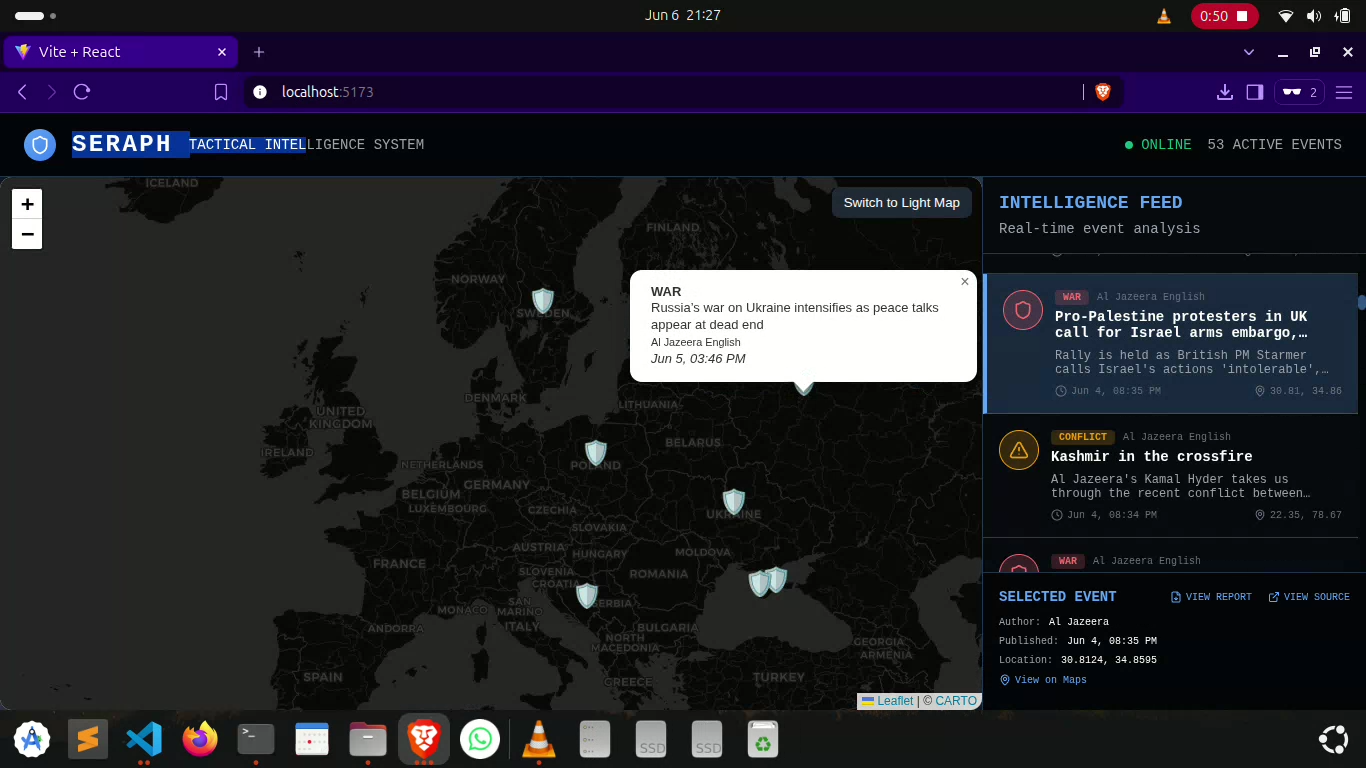 Jun 6 21:27
0:50
Vite + React
localhost:5173
2
SERAPH TACTICAL INTELLIGENCE SYSTEM
ONLINE 53 ACTIVE EVENTS
+
−
Switch to Light Map
ICELAND
FINLAND
NORWAY
SWEDEN
DENMARK
LITHUANIA
UNITED
KINGDOM
IRELAND
BELARUS
NETHERLANDS
POLAND
GERMANY
BELGIUM
LUXEMBOURG
CZECHIA
UKRAINE
SLOVAKIA
AUSTRIA
HUNGARY
MOLDOVA
FRANCE
SLOVENIA
CROATIA
ROMANIA
SAN
MARINO
SERBIA
MONACO
ITALY
ANDORRA
BULGARIA
NORTH
MACEDONIA
GEORGIA
ARMENIA
SPAIN
GREECE
TURKEY
WAR
Russia's war on Ukraine intensifies as peace talks
appear at dead end
Al Jazeera English
Jun 5, 03:46 PM
×
Leaflet | © CARTO
INTELLIGENCE FEED
Real-time event analysis
WAR Al Jazeera English
Pro-Palestine protesters in UK
call for Israel arms embargo,…
Rally is held as British PM Starmer
calls Israel's actions 'intolerable',…
Jun 4, 08:35 PM 30.81, 34.86
CONFLICT Al Jazeera English
Kashmir in the crossfire
Al Jazeera's Kamal Hyder takes us
through the recent conflict between…
Jun 4, 08:34 PM 22.35, 78.67
WAR Al Jazeera English
SELECTED EVENT VIEW REPORT VIEW SOURCE
Author: Al Jazeera
Published: Jun 4, 08:35 PM
Location: 30.8124, 34.8595
View on Maps
SSD
SSD